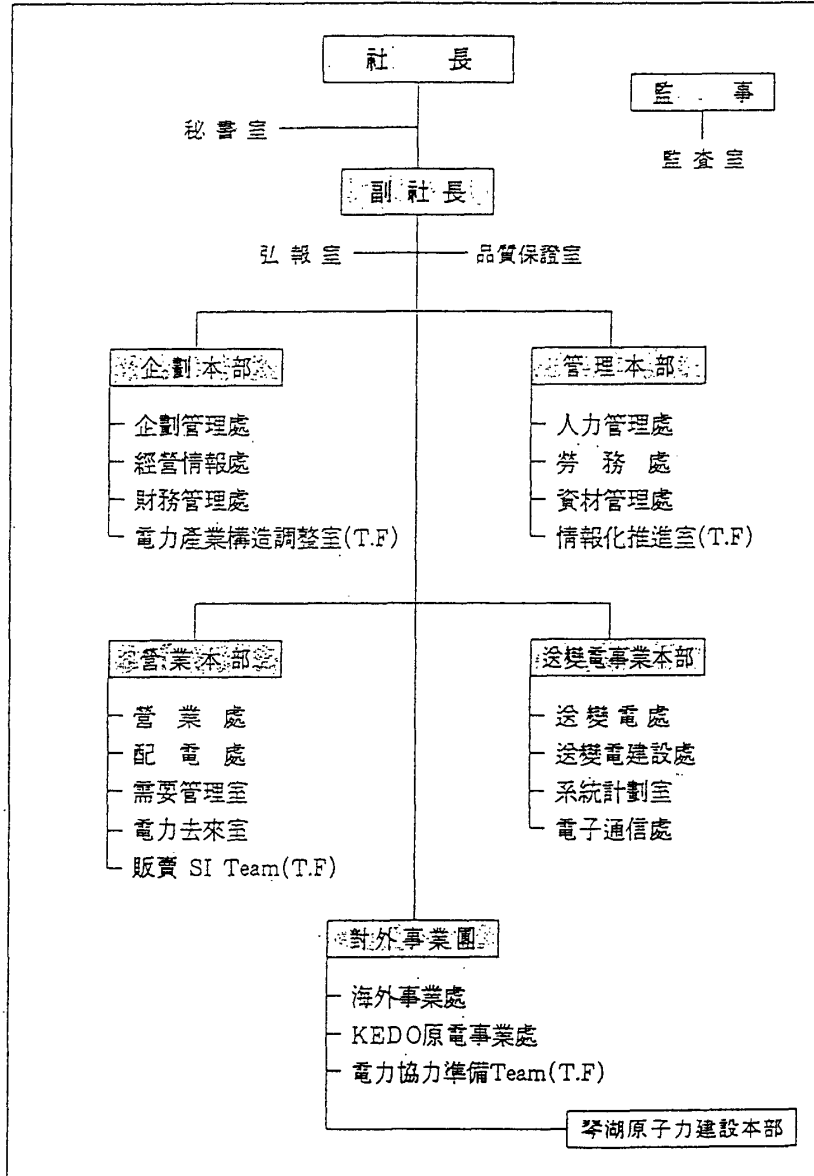 社 長
監 事
秘書室
監査室
副社長
弘報室
品質保證室
企劃本部
企劃管理處
經營情報處
財務管理處
電力產業構造調整室(T.F)
管理本部
人力管理處
勞務處
資材管理處
情報化推進室(T.F)
營業本部
營業處
配電處
需要管理室
電力去來室
販賣 SI Team(T.F)
送變電事業本部
送變電處
送變電建設處
系統計劃室
電子通信處
對外事業團
海外事業處
KEDO原電事業處
電力協力準備Team(T.F)
琴湖原子力建設本部